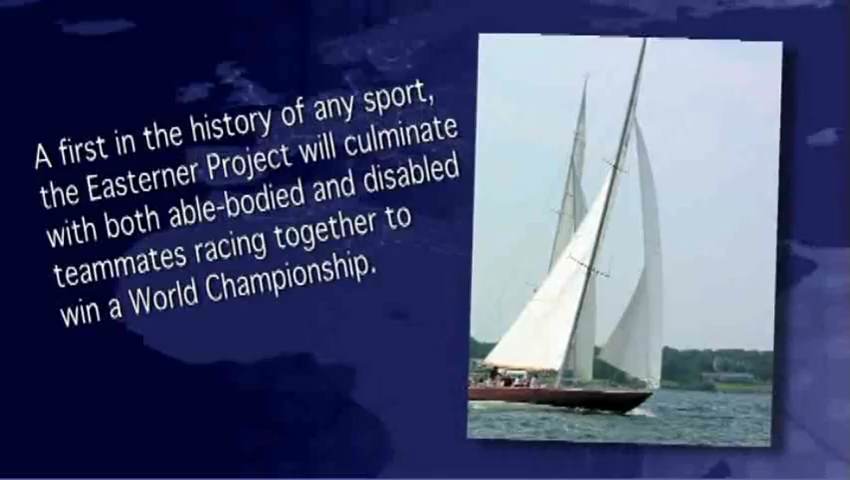 A first in the history of any sport,
the Easterner Project will culminate
with both able-bodied and disabled
teammates racing together to
win a World Championship.